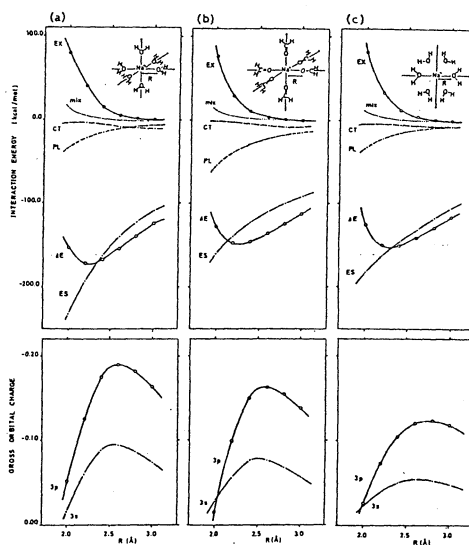 (a)
(b)
(c)
INTERACTION ENERGY (kcal/mol)
100.0
0.0
-100.0
-200.0
EX
mix
CT
PL
ΔE
ES
R
EX
mix
CT
PL
ΔE
ES
R
EX
mix
CT
PL
ΔE
ES
R
GROSS ORBITAL CHARGE
-0.20
-0.10
0.00
3p
3s
3p
3s
3p
3s
2.0 2.5 3.0
2.0 2.5 3.0
2.0 2.5 3.0
R (Å)
R (Å)
R (Å)